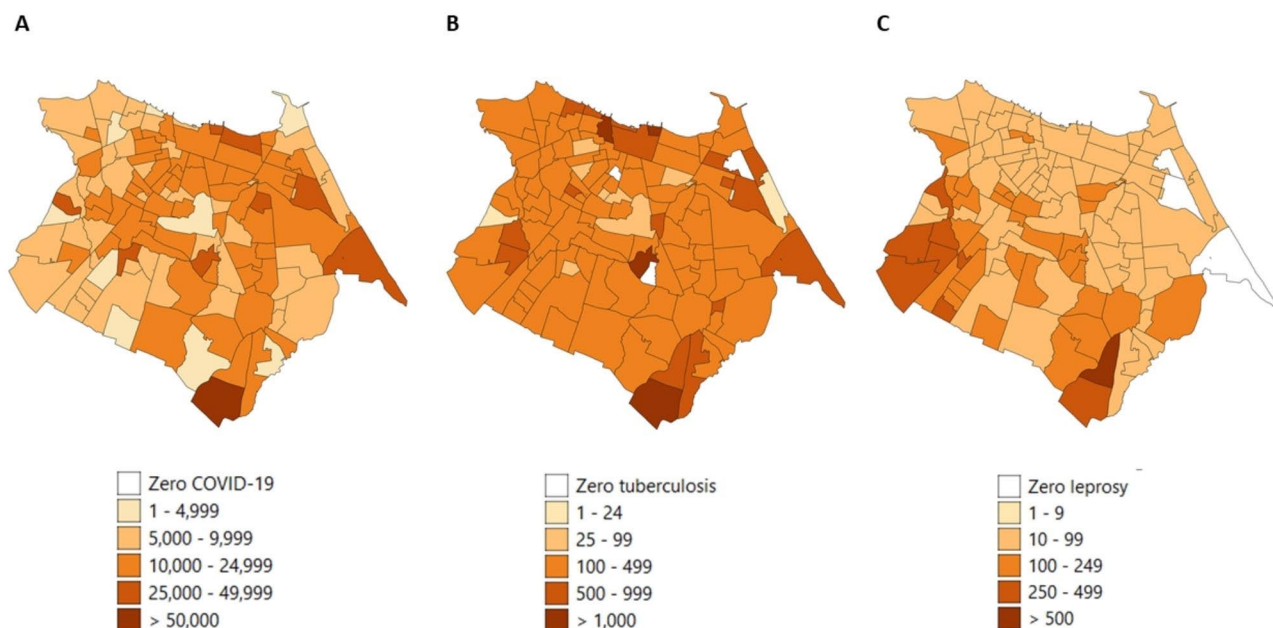 A
B
C
Zero COVID-19
1 - 4,999
5,000 - 9,999
10,000 - 24,999
25,000 - 49,999
> 50,000
Zero tuberculosis
1 - 24
25 - 99
100 - 499
500 - 999
> 1,000
Zero leprosy
1 - 9
10 - 99
100 - 249
250 - 499
> 500